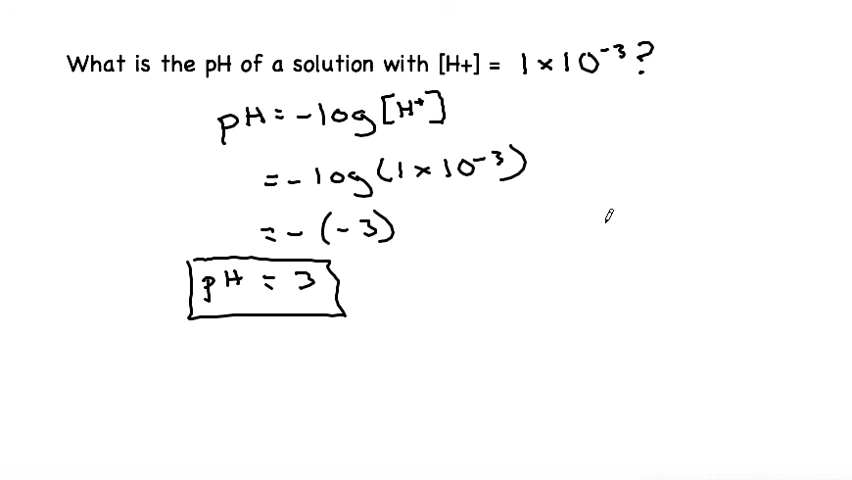 What is the pH of a solution with [H+] = 1 × 10⁻³?
pH = -log[H⁺]
= -log(1 × 10⁻³)
= -(-3)
pH = 3